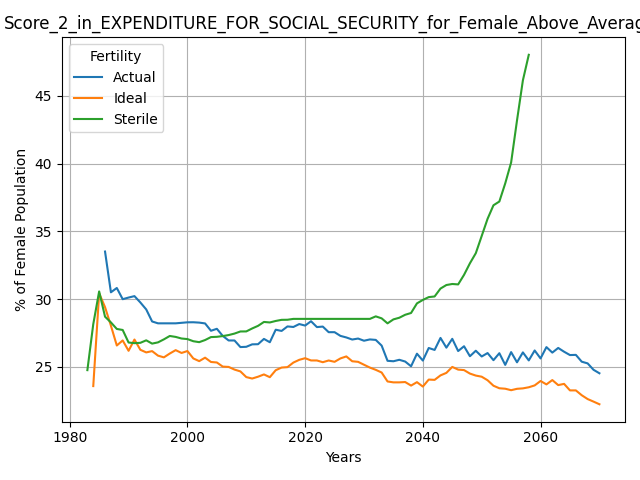 Score_2_in_EXPENDITURE_FOR_SOCIAL_SECURITY_for_Female_Above_Averag
Fertility
Actual
Ideal
Sterile
% of Female Population
45
40
35
30
25
1980
2000
2020
2040
2060
Years